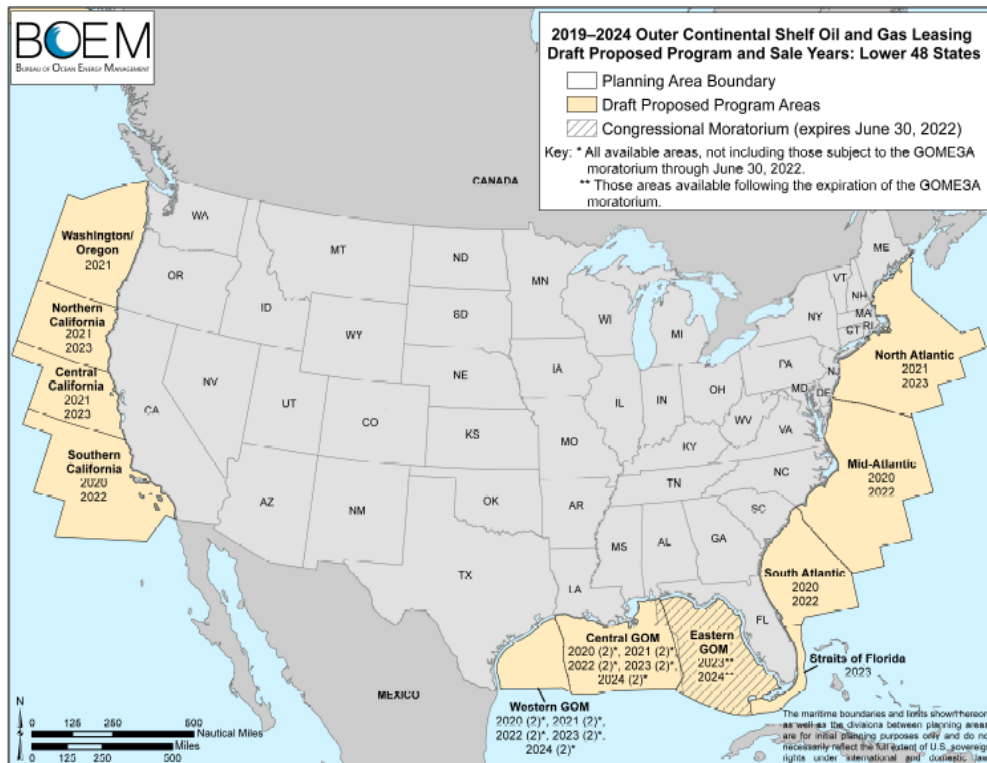 BOEM
BUREAU OF OCEAN ENERGY MANAGEMENT
2019–2024 Outer Continental Shelf Oil and Gas Leasing
Draft Proposed Program and Sale Years: Lower 48 States
Planning Area Boundary
Draft Proposed Program Areas
Congressional Moratorium (expires June 30, 2022)
Key: * All available areas, not including those subject to the GOMESA
moratorium through June 30, 2022.
** Those areas available following the expiration of the GOMESA
moratorium.
CANADA
WA
MT
ND
MN
ME
VT
NH
Washington/
Oregon
2021
OR
ID
SD
WI
MI
NY
MA
CT
RI
Northern
California
2021
2023
WY
IA
PA
NJ
North Atlantic
2021
2023
Central
California
2021
2023
NV
NE
OH
MD
DE
CA
UT
CO
IL
IN
WV
VA
KS
MO
KY
Southern
California
2020
2022
Mid-Atlantic
2020
2022
NC
TN
AZ
NM
OK
AR
SC
MS
AL
GA
TX
LA
South Atlantic
2020
2022
FL
Central GOM
2020 (2)*, 2021 (2)*,
2022 (2)*, 2023 (2)*,
2024 (2)*
Eastern
GOM
2023**
2024**
Straits of Florida
2023
MEXICO
Western GOM
2020 (2)*, 2021 (2)*,
2022 (2)*, 2023 (2)*,
2024 (2)*
N
0 125 250 500
Nautical Miles
0 125 250 500
Miles
The maritime boundaries and limits shown hereon,
as well as the divisions between planning areas,
are for initial planning purposes only and do not
necessarily reflect the full extent of U.S. sovereign
rights under international and domestic law.